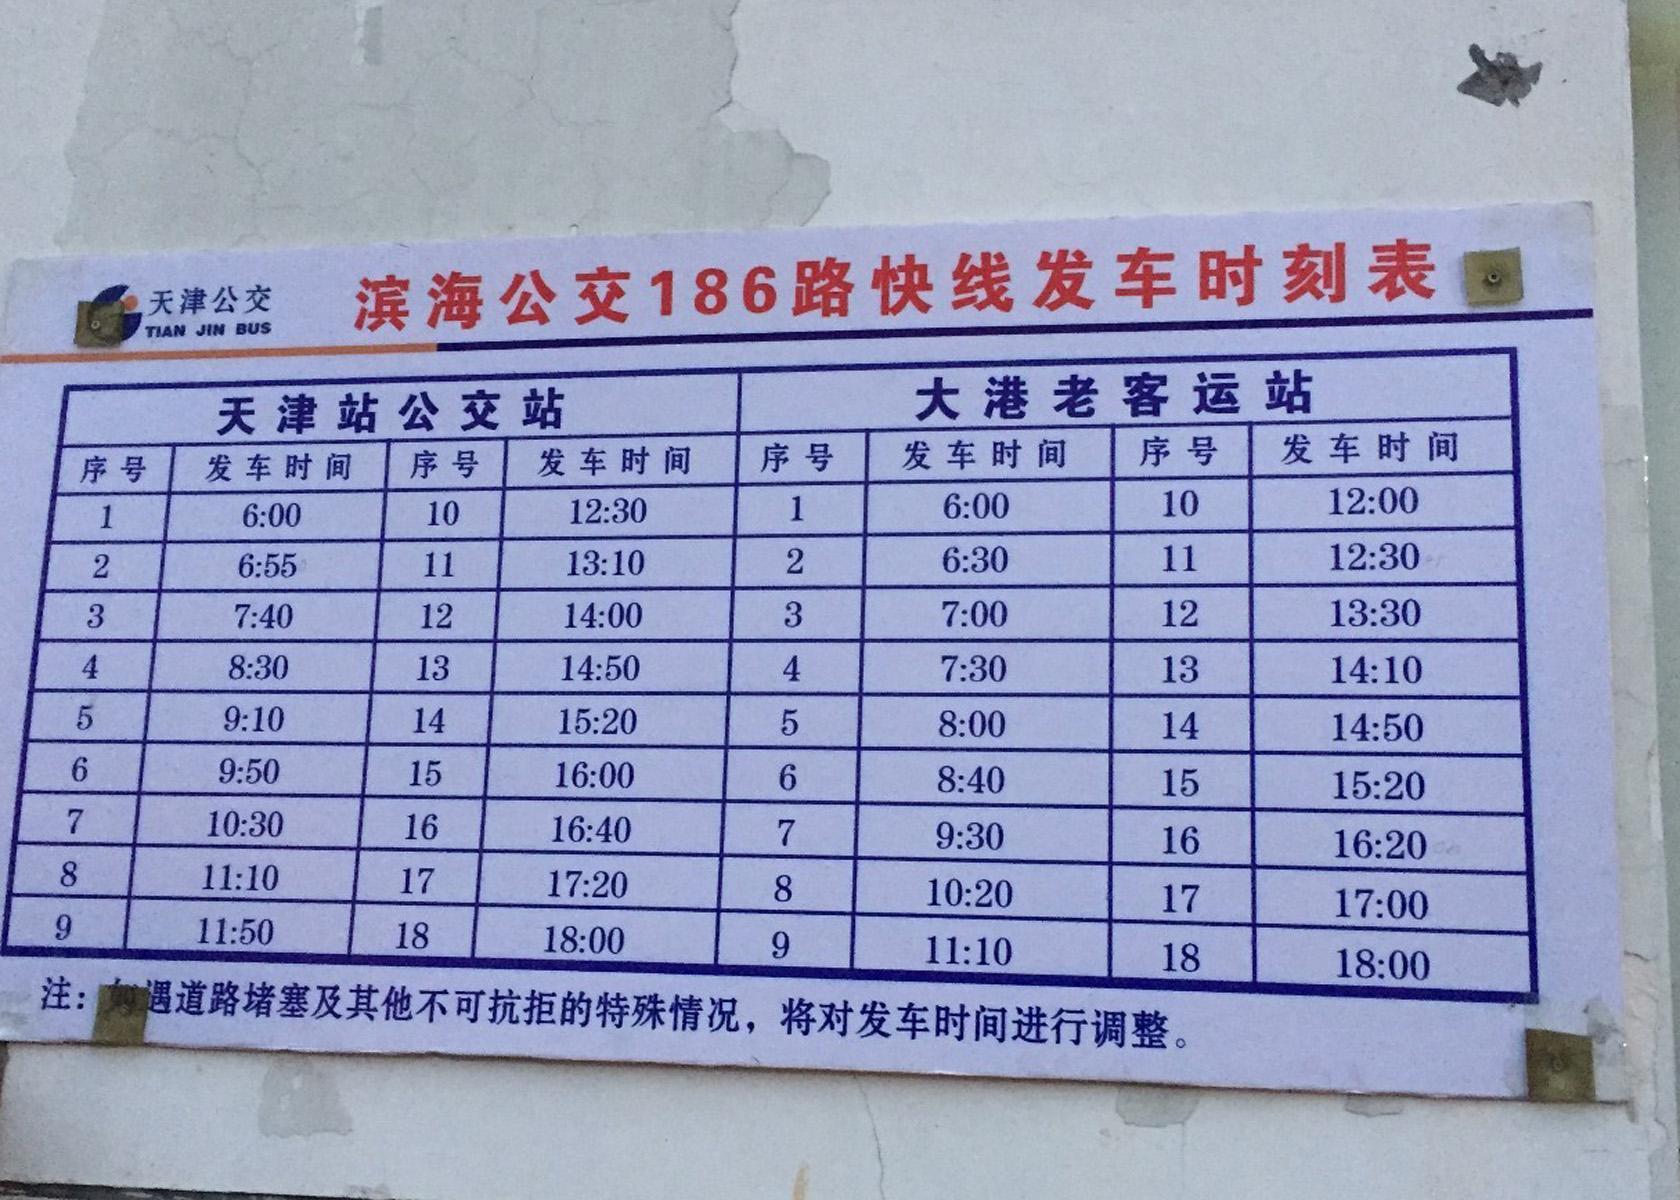 天津公交
TIAN JIN BUS
滨海公交186路快线发车时刻表
天津站公交站 大港老客运站
序号 发车时间 序号 发车时间 序号 发车时间 序号 发车时间
1 6:00 10 12:30 1 6:00 10 12:00
2 6:55 11 13:10 2 6:30 11 12:30
3 7:40 12 14:00 3 7:00 12 13:30
4 8:30 13 14:50 4 7:30 13 14:10
5 9:10 14 15:20 5 8:00 14 14:50
6 9:50 15 16:00 6 8:40 15 15:20
7 10:30 16 16:40 7 9:30 16 16:20
8 11:10 17 17:20 8 10:20 17 17:00
9 11:50 18 18:00 9 11:10 18 18:00
注：如遇道路堵塞及其他不可抗拒的特殊情况，将对发车时间进行调整。